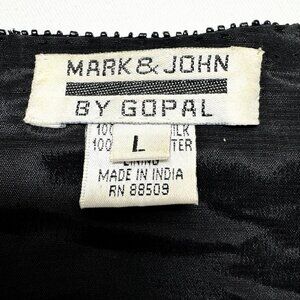 MARK & JOHN
BY GOPAL
100
100
L
LINING
MADE IN INDIA
RN 88509